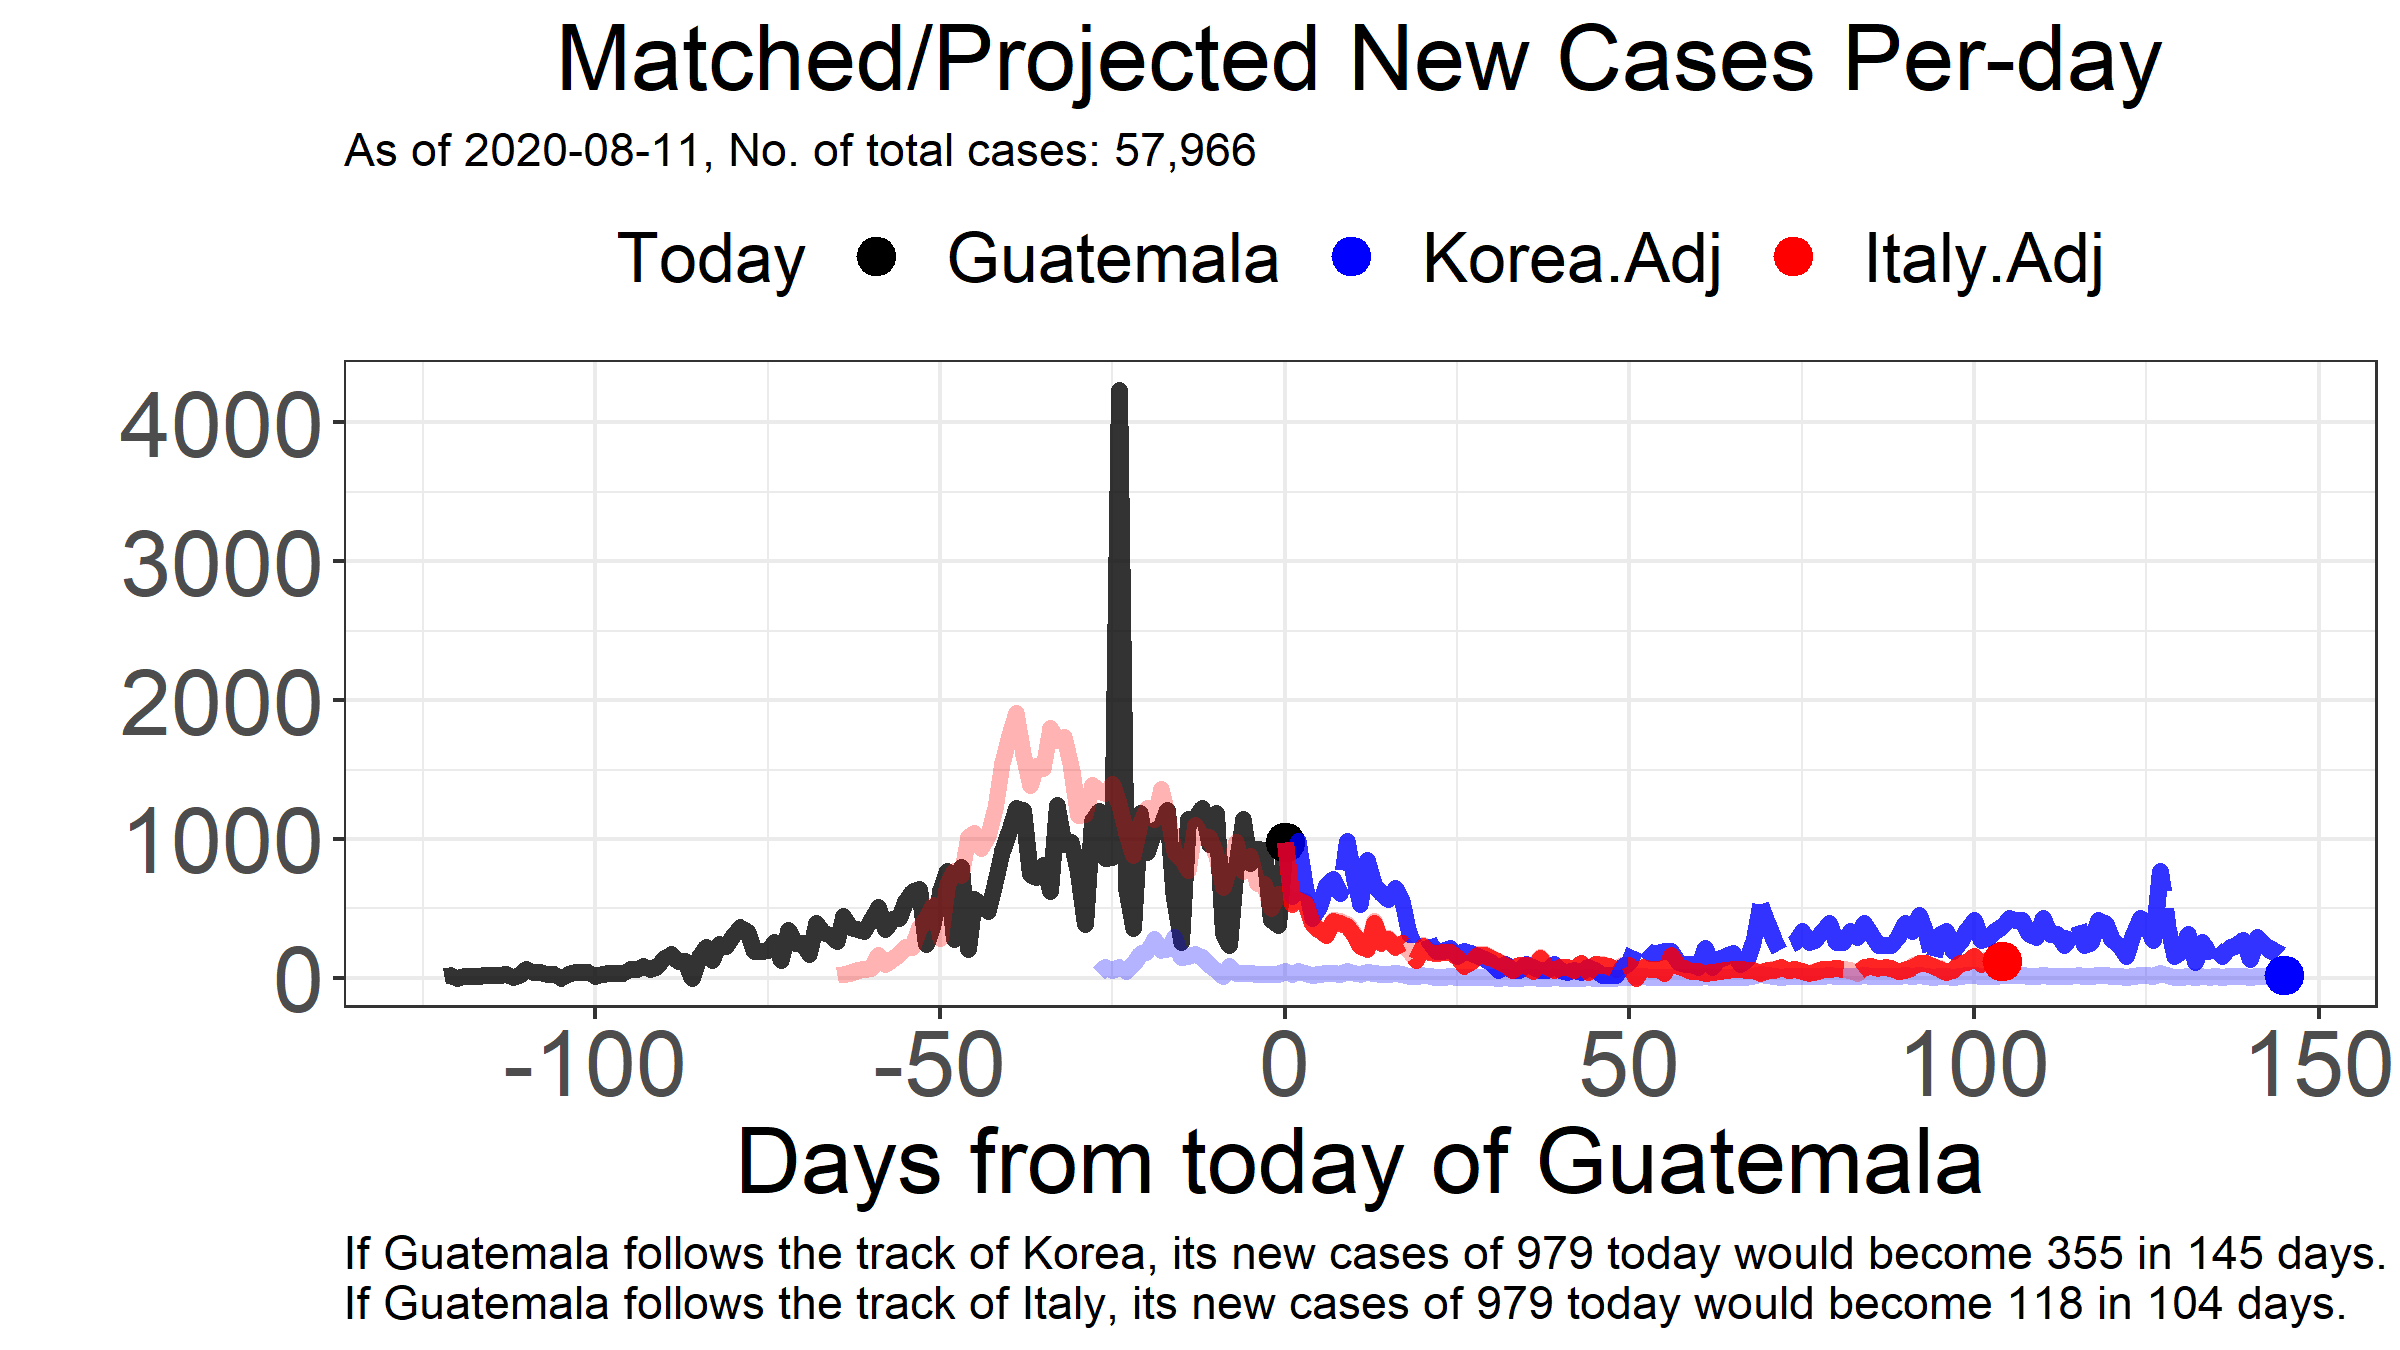 Matched/Projected New Cases Per-day
As of 2020-08-11, No. of total cases: 57,966
Today Guatemala Korea.Adj Italy.Adj
4000
3000
2000
1000
0
-100 -50 0 50 100 150
Days from today of Guatemala
If Guatemala follows the track of Korea, its new cases of 979 today would become 355 in 145 days.
If Guatemala follows the track of Italy, its new cases of 979 today would become 118 in 104 days.